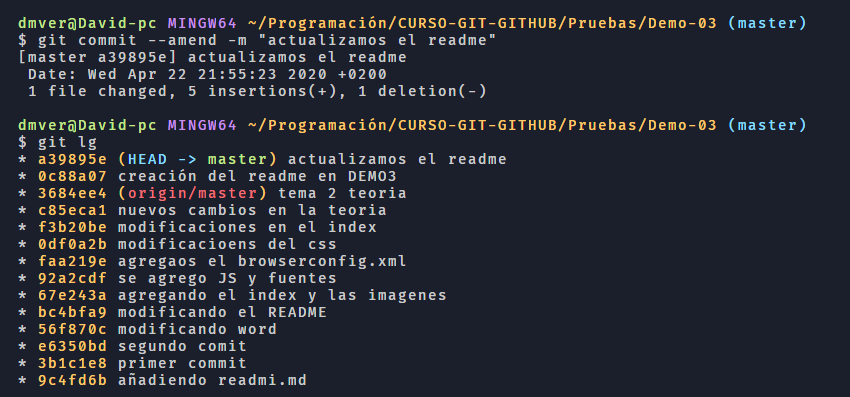 dmver@David-pc MINGW64 ~/Programación/CURSO-GIT-GITHUB/Pruebas/Demo-03 (master)
$ git commit --amend -m "actualizamos el readme"
[master a39895e] actualizamos el readme
 Date: Wed Apr 22 21:55:23 2020 +0200
 1 file changed, 5 insertions(+), 1 deletion(-)
dmver@David-pc MINGW64 ~/Programación/CURSO-GIT-GITHUB/Pruebas/Demo-03 (master)
$ git lg
* a39895e (HEAD -> master) actualizamos el readme
* 0c88a07 creación del readme en DEMO3
* 3684ee4 (origin/master) tema 2 teoria
* c85eca1 nuevos cambios en la teoria
* f3b20be modificaciones en el index
* 0df0a2b modificacioens del css
* faa219e agregaos el browserconfig.xml
* 92a2cdf se agrego JS y fuentes
* 67e243a agregando el index y las imagenes
* bc4bfa9 modificando el README
* 56f870c modificando word
* e6350bd segundo comit
* 3b1c1e8 primer commit
* 9c4fd6b añadiendo readmi.md